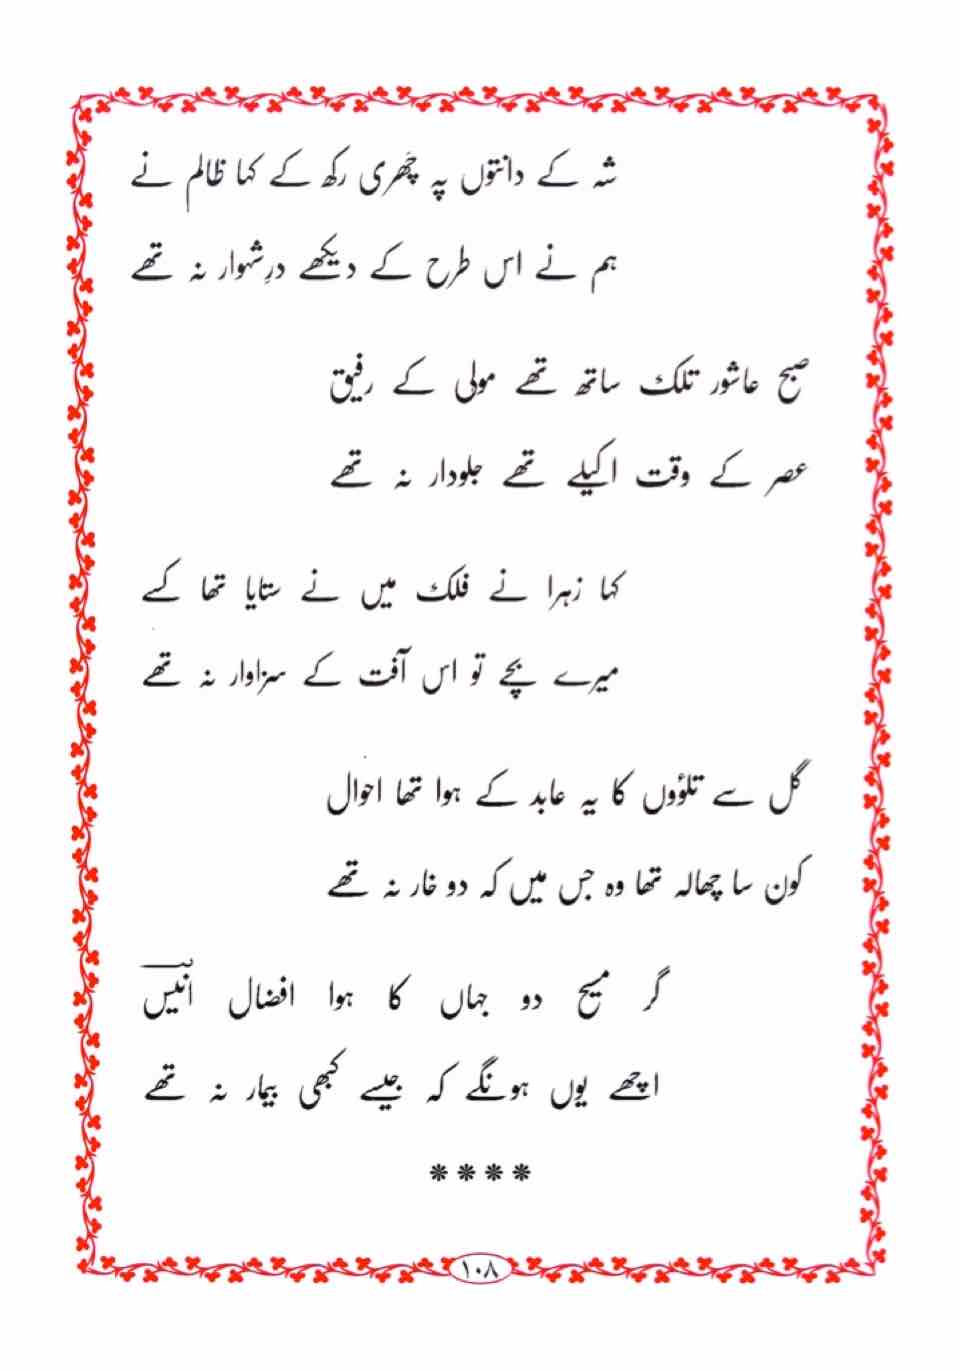 شہ کے دانتوں پہ چُھری رکھ کے کہا ظالم نے
ہم نے اس طرح کے دیکھے درِشہوار نہ تھے
صبح عاشور تلک ساتھ تھے مولی کے رفیق
عصر کے وقت اکیلے تھے جلودار نہ تھے
کہا زہرا نے فلک میں نے ستایا تھا کسے
میرے بچے تو اس آفت کے سزاوار نہ تھے
گل سے تلوؤں کا یہ عابد کے ہوا تھا احوال
کون سا چھالہ تھا وہ جس میں کہ دو خار نہ تھے
گر مسیح دو جہاں کا ہوا افضال انیسؔ
اچھے یوں ہونگے کہ جیسے کبھی بیمار نہ تھے
****
۱۰۸